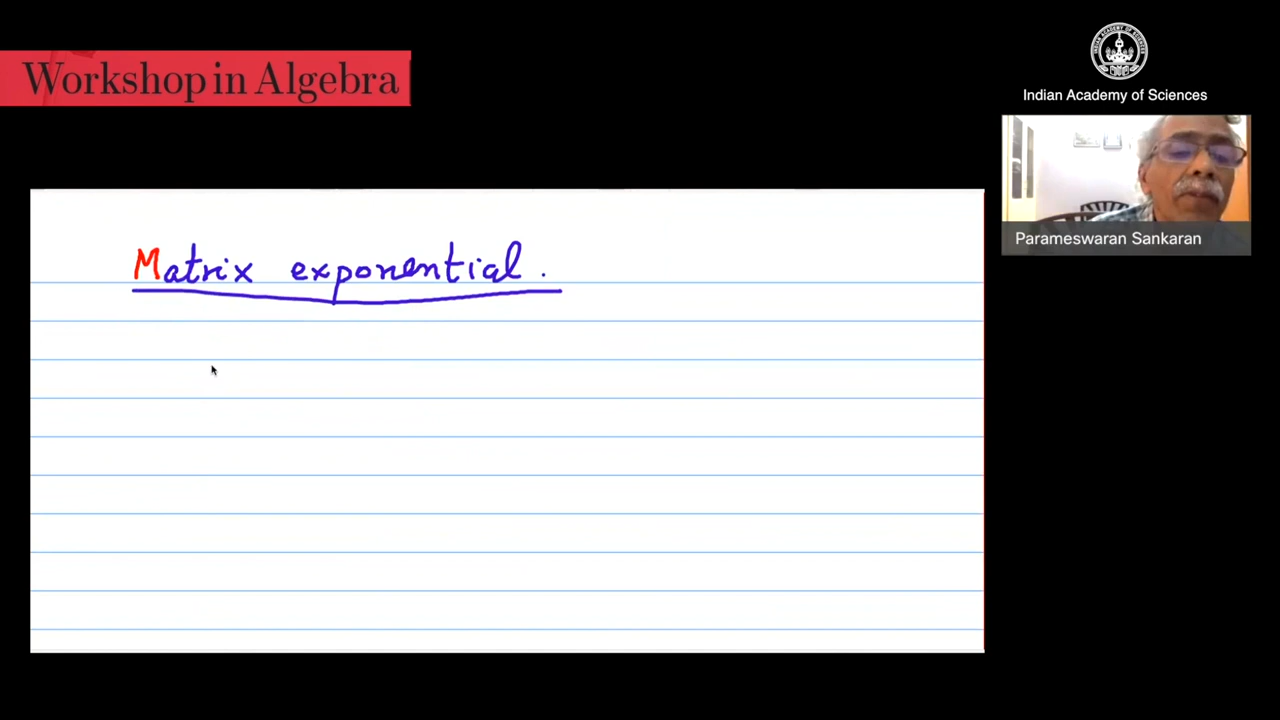 Workshop in Algebra
Indian Academy of Sciences
Parameswaran Sankaran
Matrix exponential.